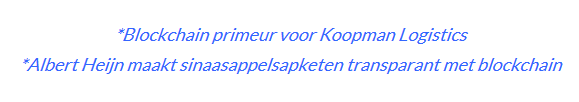 *Blockchain primeur voor Koopman Logistics
*Albert Heijn maakt sinaasappelsapketen transparant met blockchain